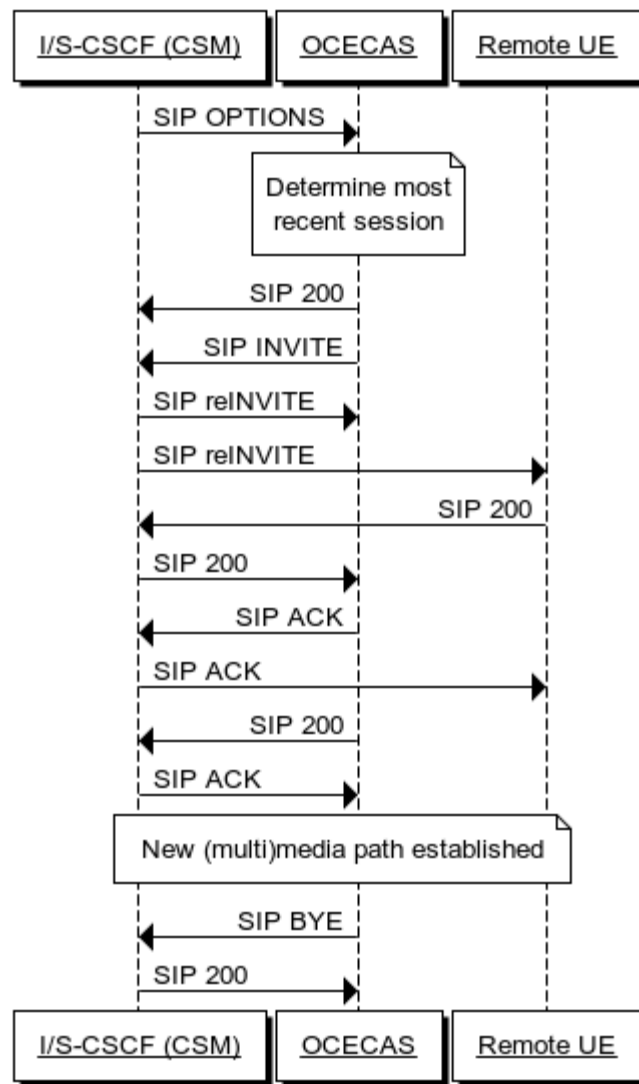 I/S-CSCF (CSM) OCECAS Remote UE
SIP OPTIONS
Determine most
recent session
SIP 200
SIP INVITE
SIP reINVITE
SIP reINVITE
SIP 200
SIP 200
SIP ACK
SIP ACK
SIP 200
SIP ACK
New (multi)media path established
SIP BYE
SIP 200
I/S-CSCF (CSM) OCECAS Remote UE